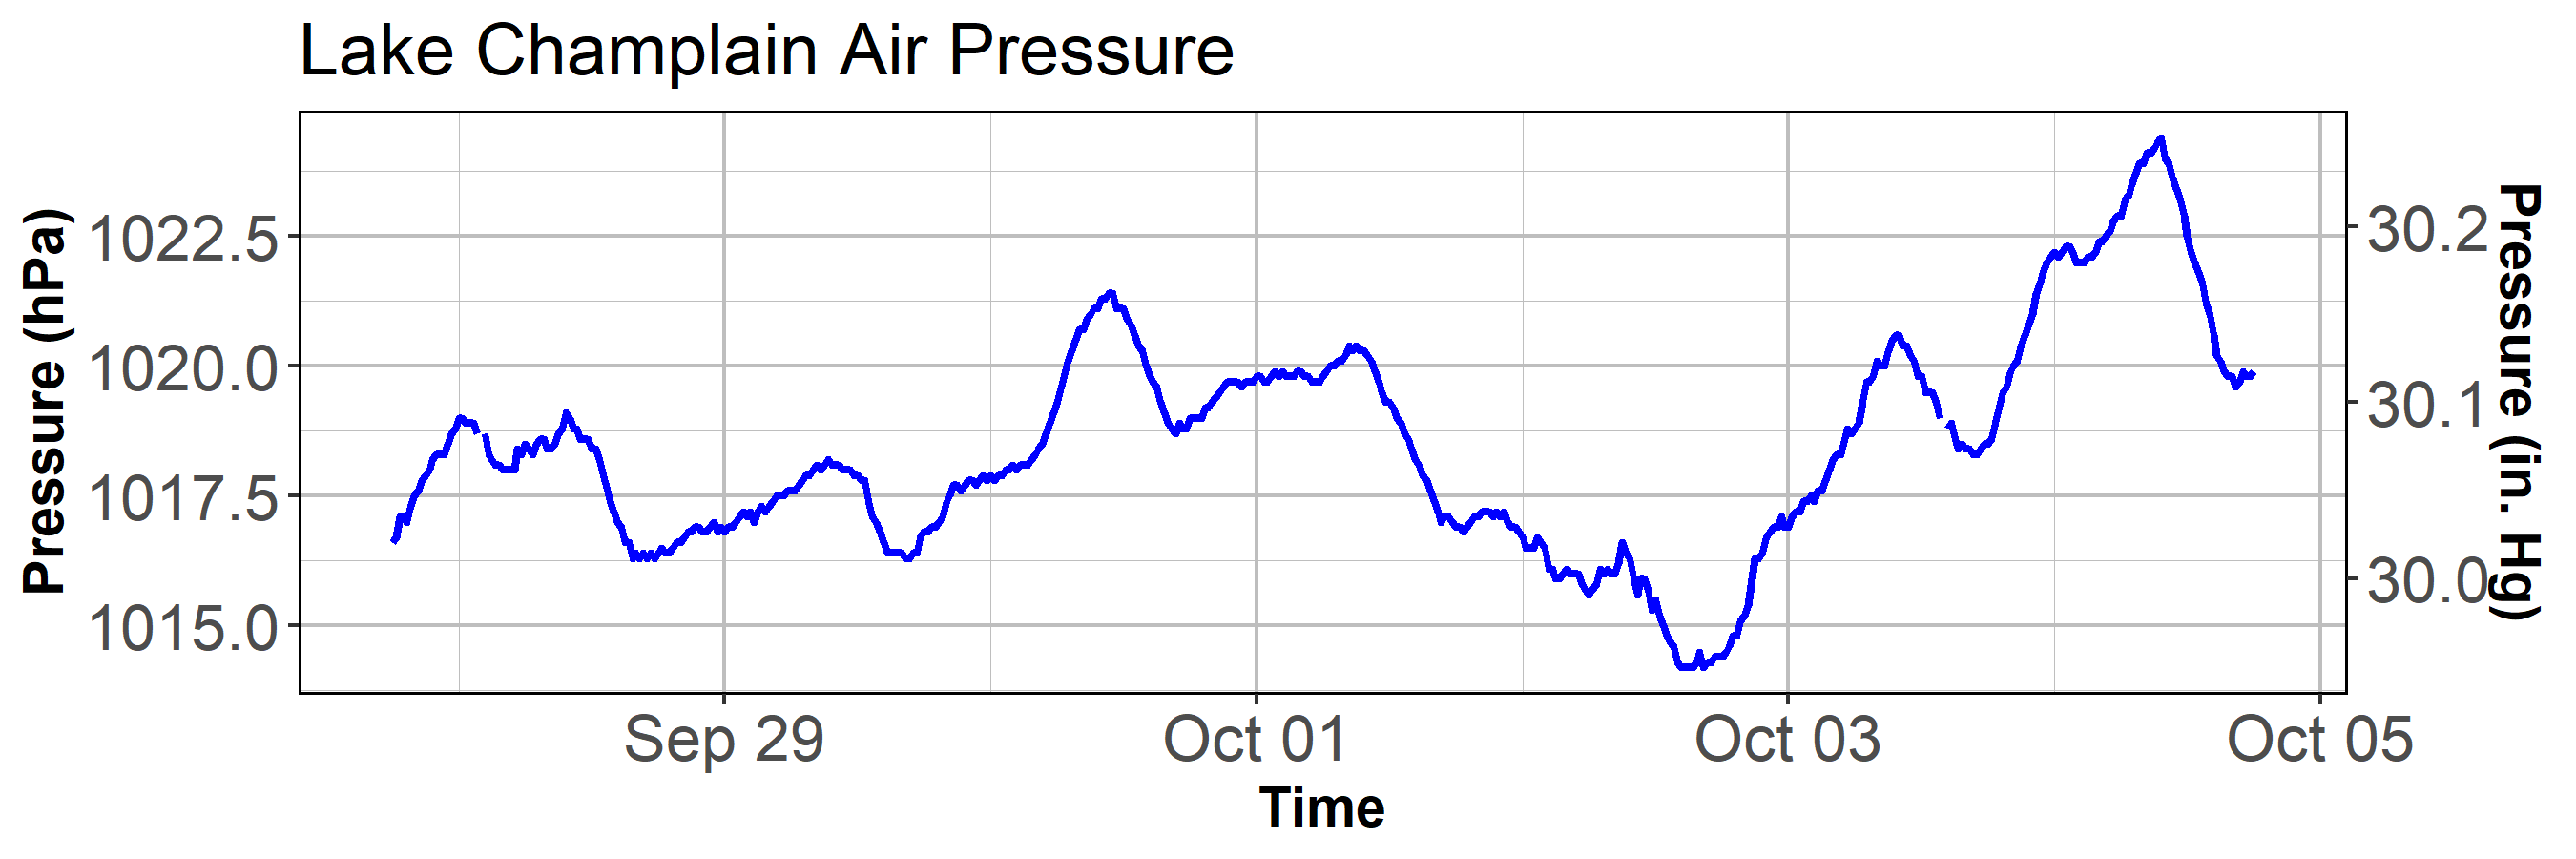 Lake Champlain Air Pressure
Pressure (hPa)
1022.5
1020.0
1017.5
1015.0
30.2
30.1
30.0
Pressure (in. Hg)
Sep 29
Oct 01
Oct 03
Oct 05
Time